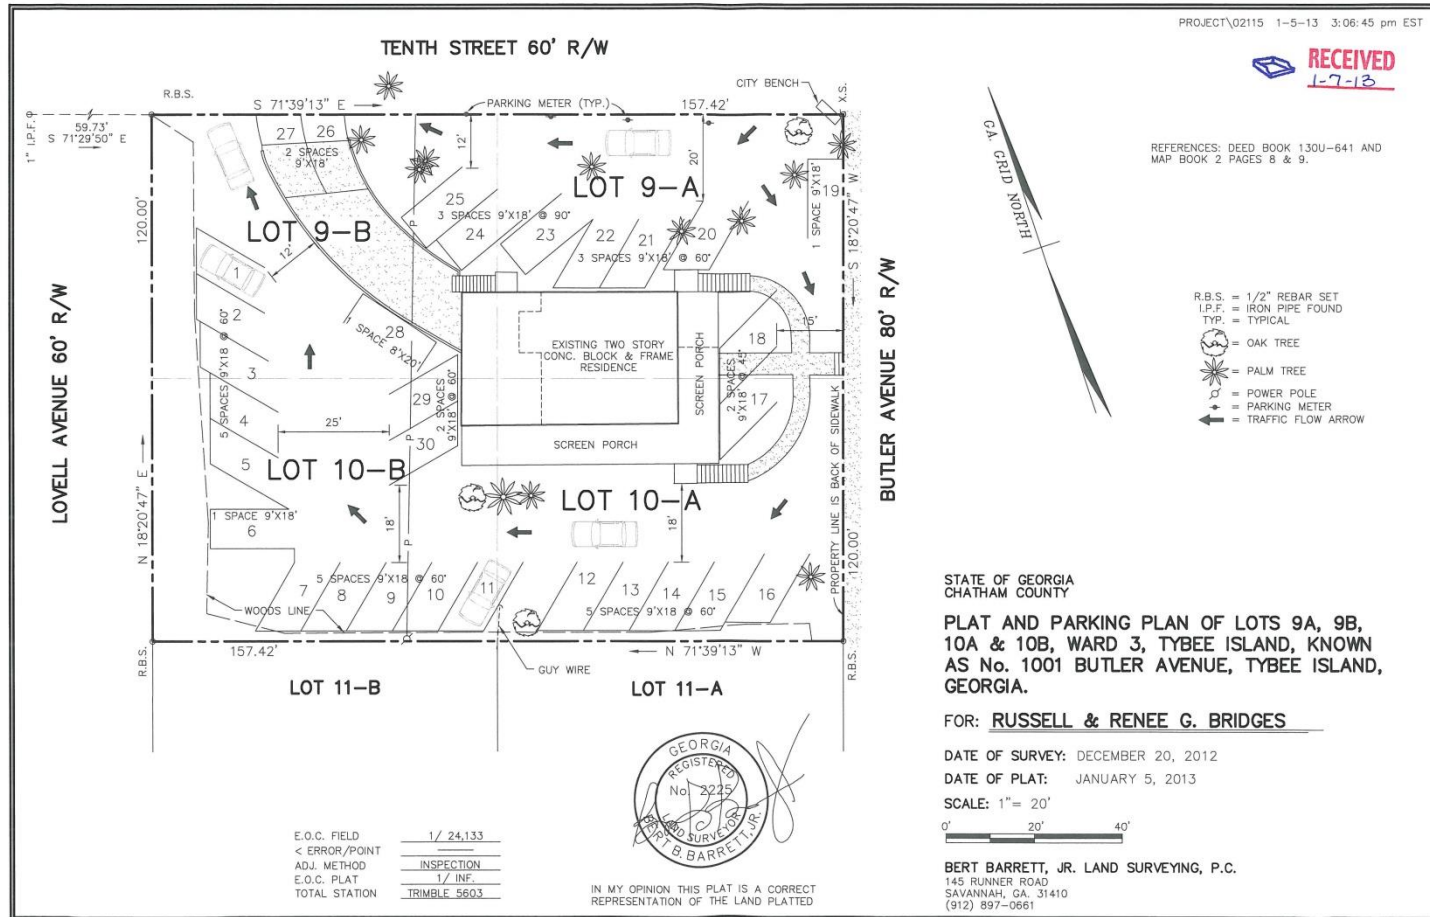 PROJECT\02115 1-5-13 3:06:45 pm EST
RECEIVED
1-7-13
TENTH STREET 60' R/W
CITY BENCH
R.B.S.
S 71°39'13" E
PARKING METER (TYP.)
157.42'
X.S.
1" I.P.F.
59.73'
S 71°29'50" E
REFERENCES: DEED BOOK 130U-641 AND
MAP BOOK 2 PAGES 8 & 9.
GA. GRID NORTH
27
26
2 SPACES
9'X18'
12'
20'
LOT 9-A
25
3 SPACES 9'X18' @ 90°
24
23
22
21
20
3 SPACES 9'X18' @ 60°
19
1 SPACE 9'X18'
S 18°20'47" W
120.00'
LOT 9-B
12'
1
2
3
4
5
5 SPACES 9'X18 @ 60°
28
1 SPACE 8'X20'
29
30
2 SPACES
9'X18' @ 60°
P
P
P
EXISTING TWO STORY
CONC. BLOCK & FRAME
RESIDENCE
SCREEN PORCH
SCREEN PORCH
18
17
2 SPACES
9'X18' @ 45°
15'
25'
LOVELL AVENUE 60' R/W
BUTLER AVENUE 80' R/W
R.B.S. = 1/2" REBAR SET
I.P.F. = IRON PIPE FOUND
TYP. = TYPICAL
= OAK TREE
= PALM TREE
= POWER POLE
= PARKING METER
= TRAFFIC FLOW ARROW
LOT 10-B
LOT 10-A
1 SPACE 9'X18'
6
18'
18'
N 18°20'47" E
PROPERTY LINE IS BACK OF SIDEWALK
120.00'
5 SPACES 9'X18 @ 60°
7
8
9
10
11
12
13
14
15
16
5 SPACES 9'X18 @ 60°
WOODS LINE
R.B.S.
157.42'
GUY WIRE
N 71°39'13" W
R.B.S.
LOT 11-B
LOT 11-A
STATE OF GEORGIA
CHATHAM COUNTY
PLAT AND PARKING PLAN OF LOTS 9A, 9B,
10A & 10B, WARD 3, TYBEE ISLAND, KNOWN
AS No. 1001 BUTLER AVENUE, TYBEE ISLAND,
GEORGIA.
FOR: RUSSELL & RENEE G. BRIDGES
DATE OF SURVEY: DECEMBER 20, 2012
DATE OF PLAT: JANUARY 5, 2013
SCALE: 1"= 20'
0' 20' 40'
BERT BARRETT, JR. LAND SURVEYING, P.C.
145 RUNNER ROAD
SAVANNAH, GA. 31410
(912) 897-0661
GEORGIA
REGISTERED
No. 2225
LAND SURVEYOR
BERT B. BARRETT, JR.
IN MY OPINION THIS PLAT IS A CORRECT
REPRESENTATION OF THE LAND PLATTED
E.O.C. FIELD 1/ 24,133
< ERROR/POINT
ADJ. METHOD INSPECTION
E.O.C. PLAT 1/ INF.
TOTAL STATION TRIMBLE 5603